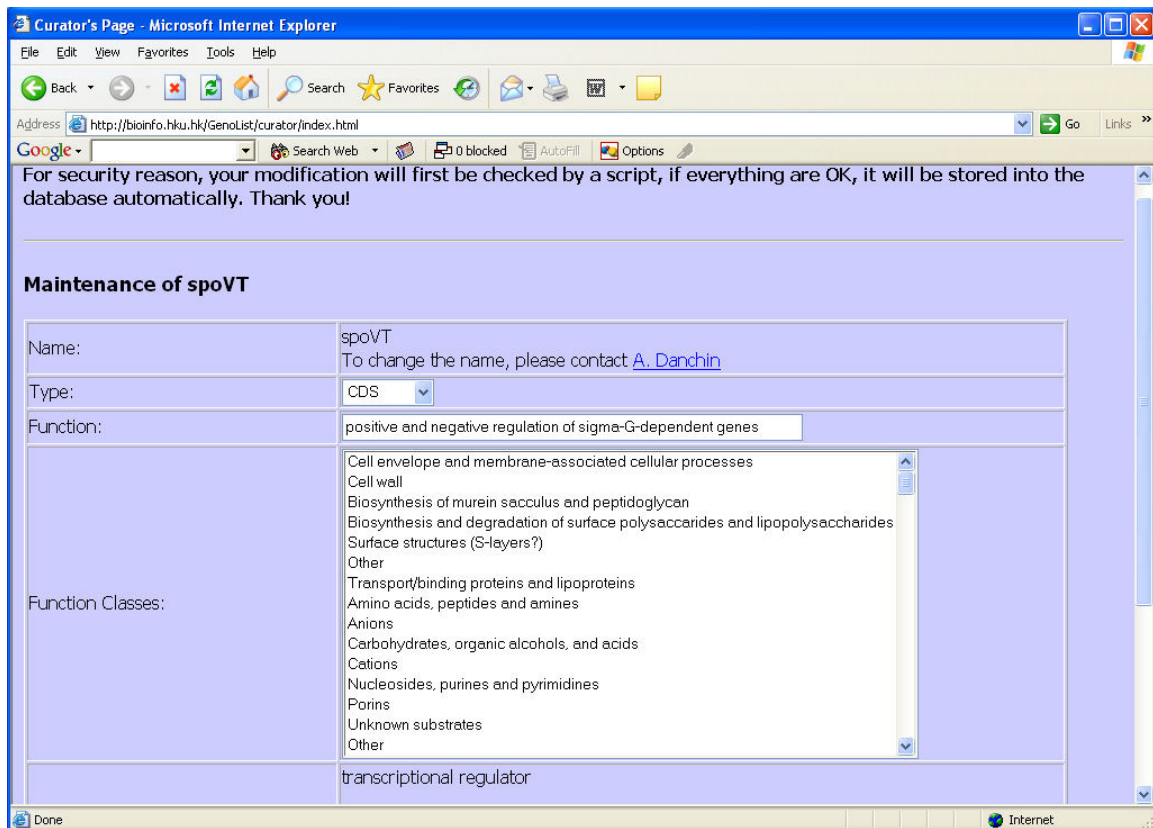 Curator's Page - Microsoft Internet Explorer
File Edit View Favorites Tools Help
Back Search Favorites
Address http://bioinfo.hku.hk/GenoList/curator/index.html Go Links »
Google Search Web 0 blocked AutoFill Options
For security reason, your modification will first be checked by a script, if everything are OK, it will be stored into the
database automatically. Thank you!
Maintenance of spoVT
Name:
spoVT
To change the name, please contact A. Danchin
Type:
CDS
Function:
positive and negative regulation of sigma-G-dependent genes
Function Classes:
Cell envelope and membrane-associated cellular processes
Cell wall
Biosynthesis of murein sacculus and peptidoglycan
Biosynthesis and degradation of surface polysaccarides and lipopolysaccharides
Surface structures (S-layers?)
Other
Transport/binding proteins and lipoproteins
Amino acids, peptides and amines
Anions
Carbohydrates, organic alcohols, and acids
Cations
Nucleosides, purines and pyrimidines
Porins
Unknown substrates
Other
transcriptional regulator
Done Internet